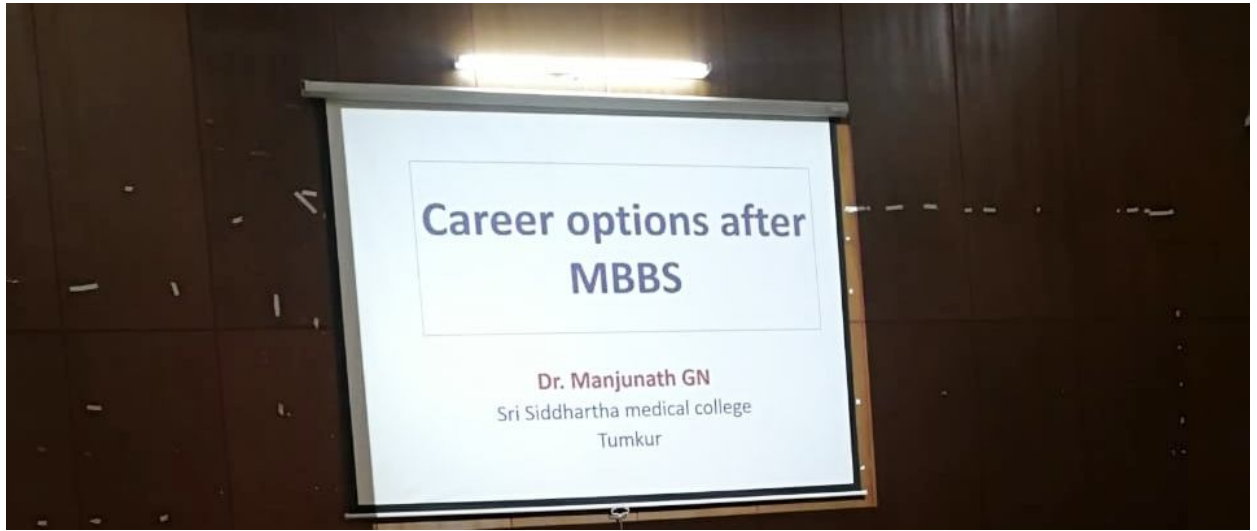 Career options after
MBBS
Dr. Manjunath GN
Sri Siddhartha medical college
Tumkur